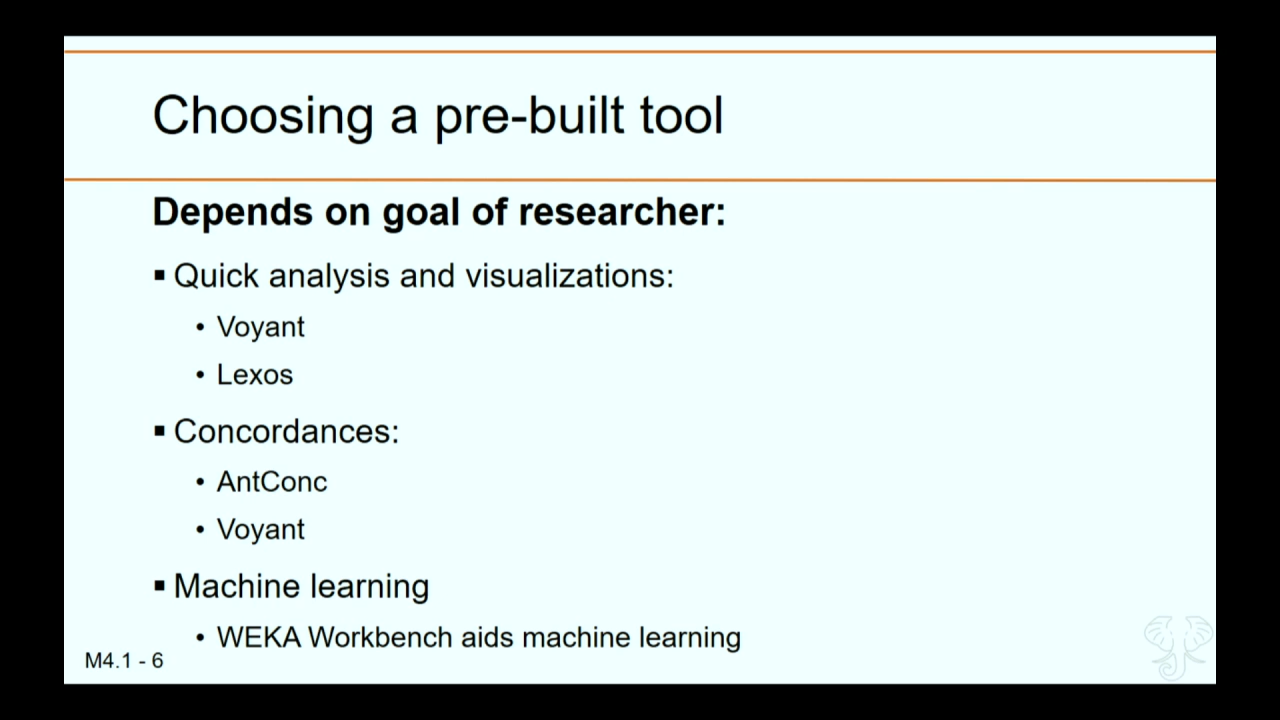 Choosing a pre-built tool
Depends on goal of researcher:
▪ Quick analysis and visualizations:
• Voyant
• Lexos
▪ Concordances:
• AntConc
• Voyant
▪ Machine learning
• WEKA Workbench aids machine learning
M4.1 - 6